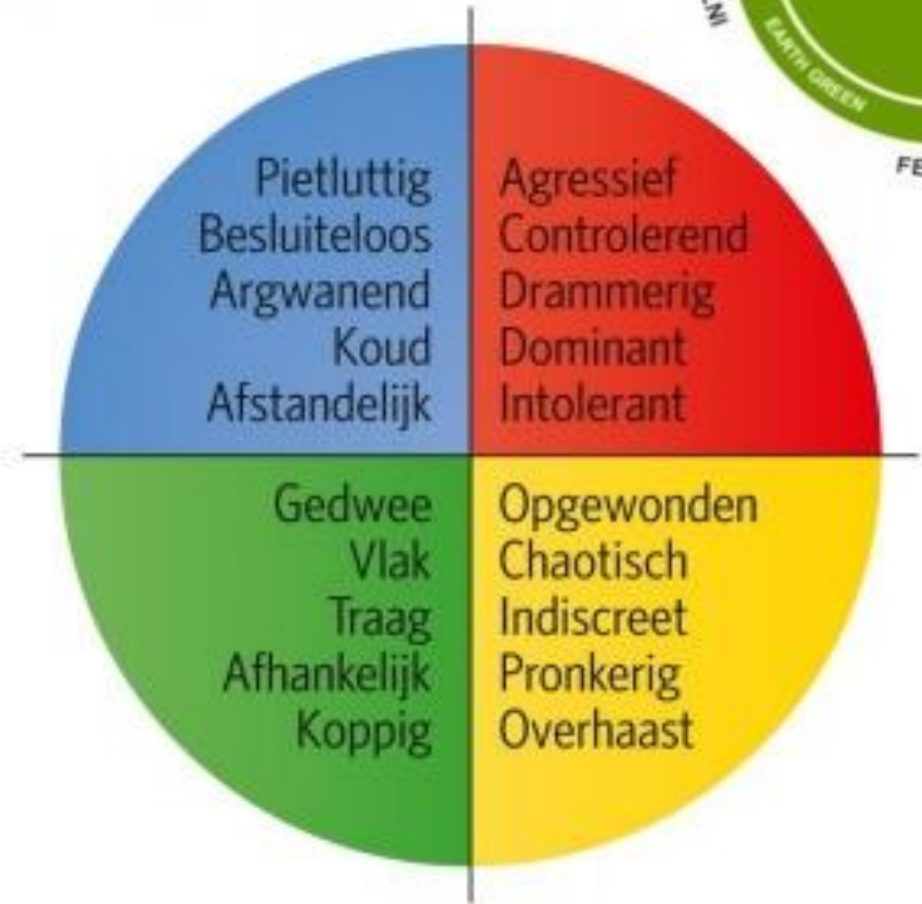 Pietluttig
Besluiteloos
Argwanend
Koud
Afstandelijk
Agressief
Controlerend
Drammerig
Dominant
Intolerant
Gedwee
Vlak
Traag
Afhankelijk
Koppig
Opgewonden
Chaotisch
Indiscreet
Pronkerig
Overhaast
EARTH GREEN